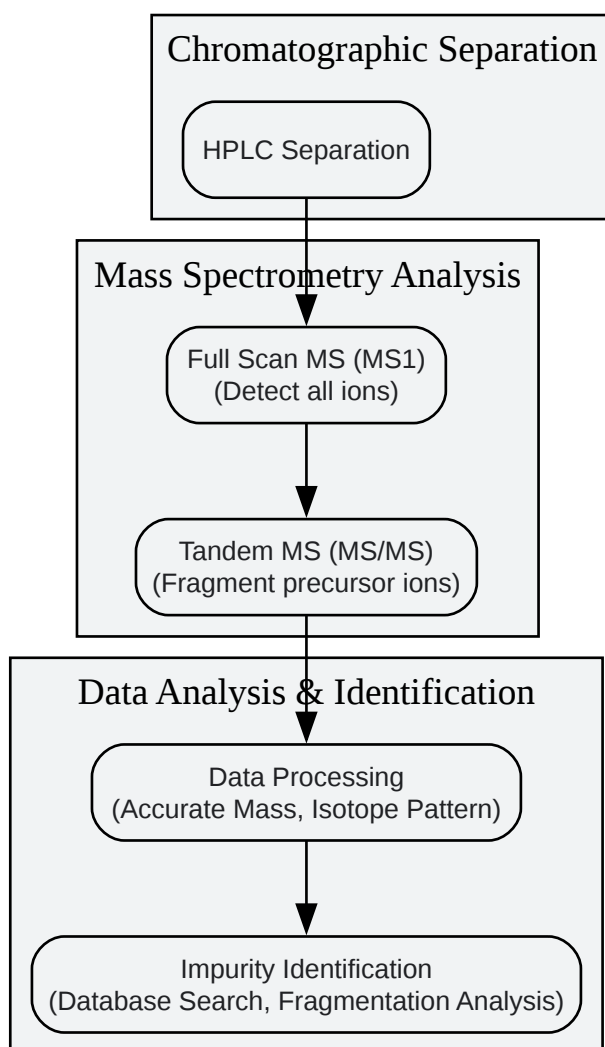 Chromatographic Separation
HPLC Separation
Mass Spectrometry Analysis
Full Scan MS (MS1)
(Detect all ions)
Tandem MS (MS/MS)
(Fragment precursor ions)
Data Analysis & Identification
Data Processing
(Accurate Mass, Isotope Pattern)
Impurity Identification
(Database Search, Fragmentation Analysis)